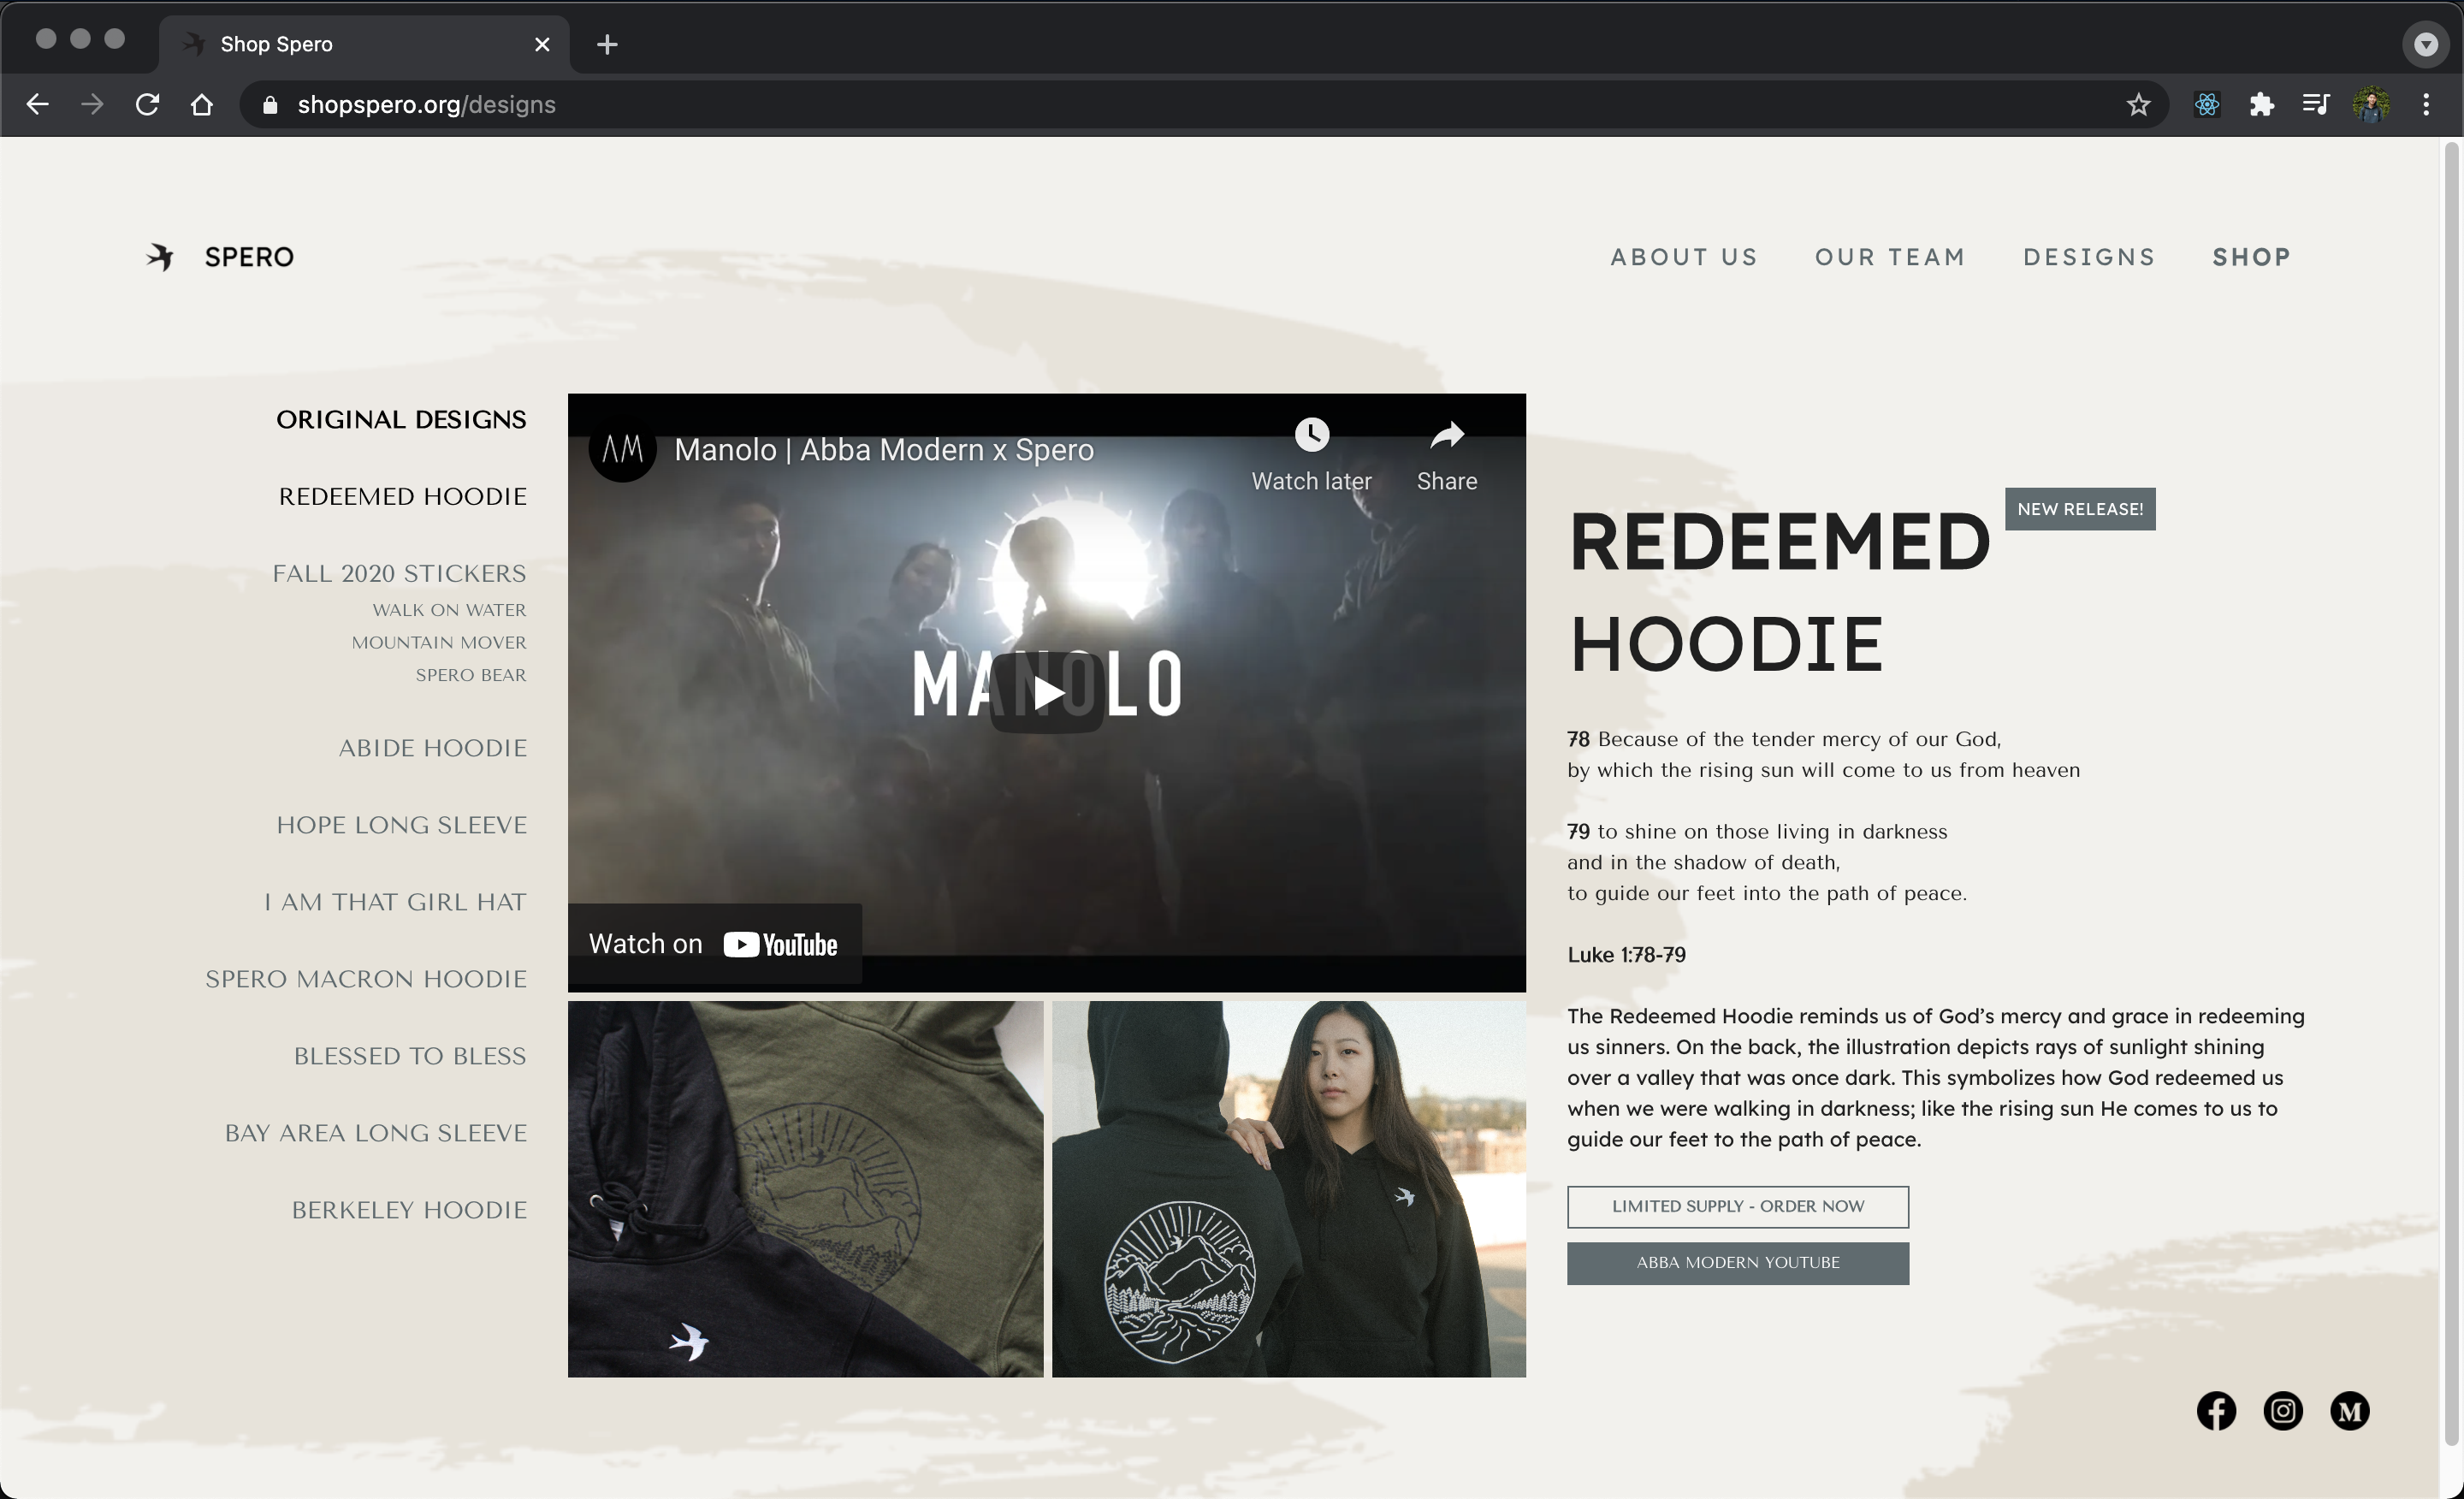 Shop Spero
shopspero.org/designs
SPERO
ABOUT US
OUR TEAM
DESIGNS
SHOP
ORIGINAL DESIGNS
REDEEMED HOODIE
FALL 2020 STICKERS
WALK ON WATER
MOUNTAIN MOVER
SPERO BEAR
ABIDE HOODIE
HOPE LONG SLEEVE
I AM THAT GIRL HAT
SPERO MACRON HOODIE
BLESSED TO BLESS
BAY AREA LONG SLEEVE
BERKELEY HOODIE
AM
Manolo | Abba Modern x Spero
Watch later
Share
MANOLO
Watch on YouTube
REDEEMED
NEW RELEASE!
HOODIE
78 Because of the tender mercy of our God,
by which the rising sun will come to us from heaven
79 to shine on those living in darkness
and in the shadow of death,
to guide our feet into the path of peace.
Luke 1:78-79
The Redeemed Hoodie reminds us of God’s mercy and grace in redeeming
us sinners. On the back, the illustration depicts rays of sunlight shining
over a valley that was once dark. This symbolizes how God redeemed us
when we were walking in darkness; like the rising sun He comes to us to
guide our feet to the path of peace.
LIMITED SUPPLY - ORDER NOW
ABBA MODERN YOUTUBE
M